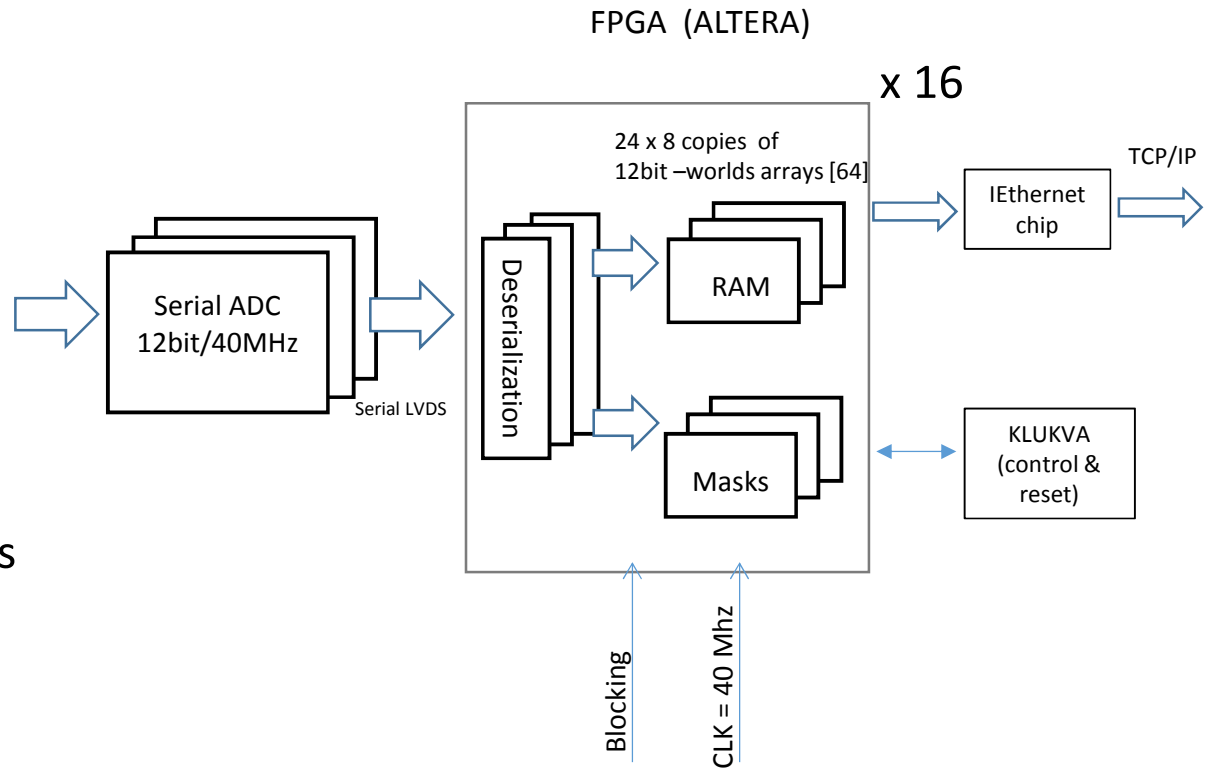 FPGA (ALTERA)
x 16
24 x 8 copies of
12bit –worlds arrays [64]
TCP/IP
IEthernet
chip
Serial ADC
12bit/40MHz
Serial LVDS
Deserialization
RAM
Masks
KLUKVA
(control &
reset)
s
Blocking
CLK = 40 Mhz